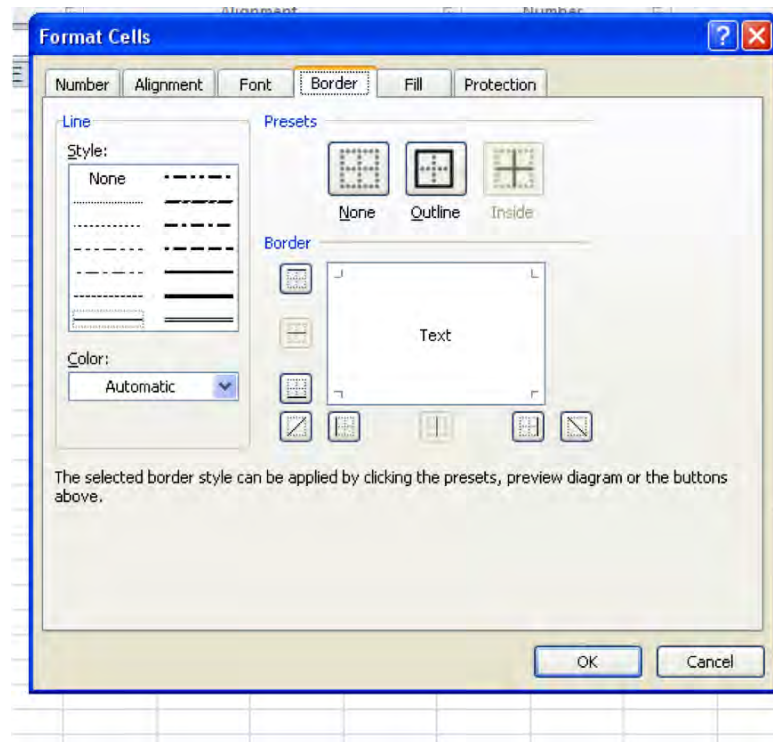 Alignment Number
Format Cells
Number Alignment Font Border Fill Protection
Line Presets
Style:
None
None Outline Inside
Border
Text
Color:
Automatic
The selected border style can be applied by clicking the presets, preview diagram or the buttons
above.
OK Cancel